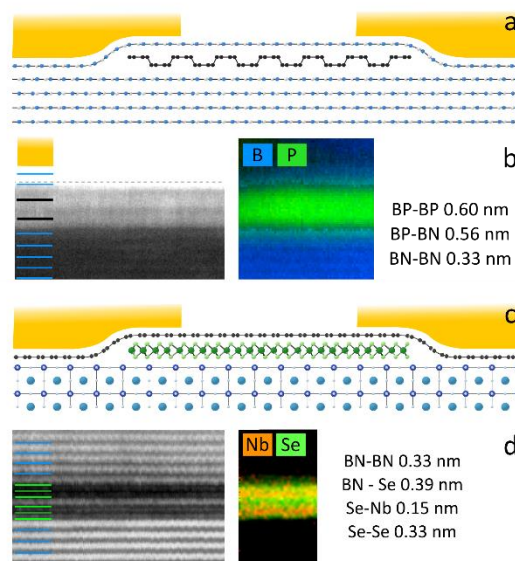 a
B P
b
BP-BP 0.60 nm
BP-BN 0.56 nm
BN-BN 0.33 nm
c
Nb Se
d
BN-BN 0.33 nm
BN - Se 0.39 nm
Se-Nb 0.15 nm
Se-Se 0.33 nm